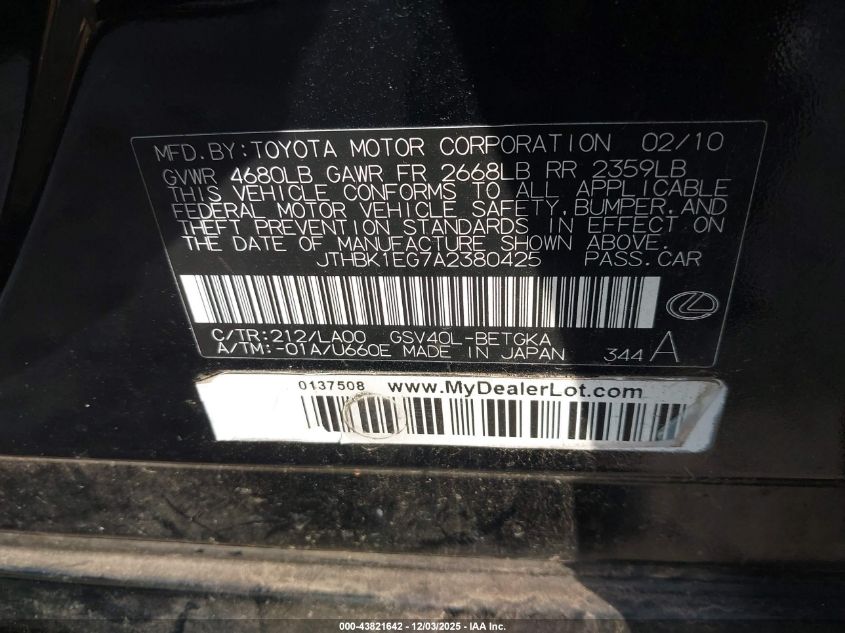 MFD.BY:TOYOTA MOTOR CORPORATION 02/10
GVWR 4680LB GAWR FR 2668LB RR 2359LB
THIS VEHICLE CONFORMS TO ALL APPLICABLE
FEDERAL MOTOR VEHICLE SAFETY,BUMPER,AND
THEFT PREVENTION STANDARDS IN EFFECT ON
THE DATE OF MANUFACTURE SHOWN ABOVE.
JTHBK1EG7A2380425 PASS.CAR
C/TR:212/LA00 GSV40L-BETGKA
A/TM:-01A/U660E MADE IN JAPAN 344 A
0137508 www.MyDealerLot.com
000-43821642 - 12/03/2025 - IAA Inc.